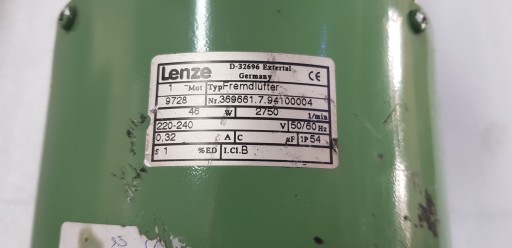 Lenze D-32696 Extertal
Germany CE
1 ~Mot Typ Fremdlüfter
9728 Nr. 369661.7.94100004
46 W 2750 1/min
220-240 V 50/60 Hz
0,32 A C µF IP 54
S 1 %ED I.Cl. B